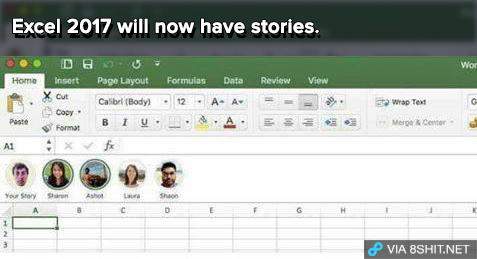 Excel 2017 will now have stories.
Wor
Home Insert Page Layout Formulas Data Review View
Paste
Cut
Copy
Format
Calibri (Body) 12 A A
B I U A
Wrap Text
Merge & Center
G
A1 fx
Your Story Sharon Ashot Laura Shaon
A B C D E F G H I J K
1
2
3
VIA 8SHIT.NET